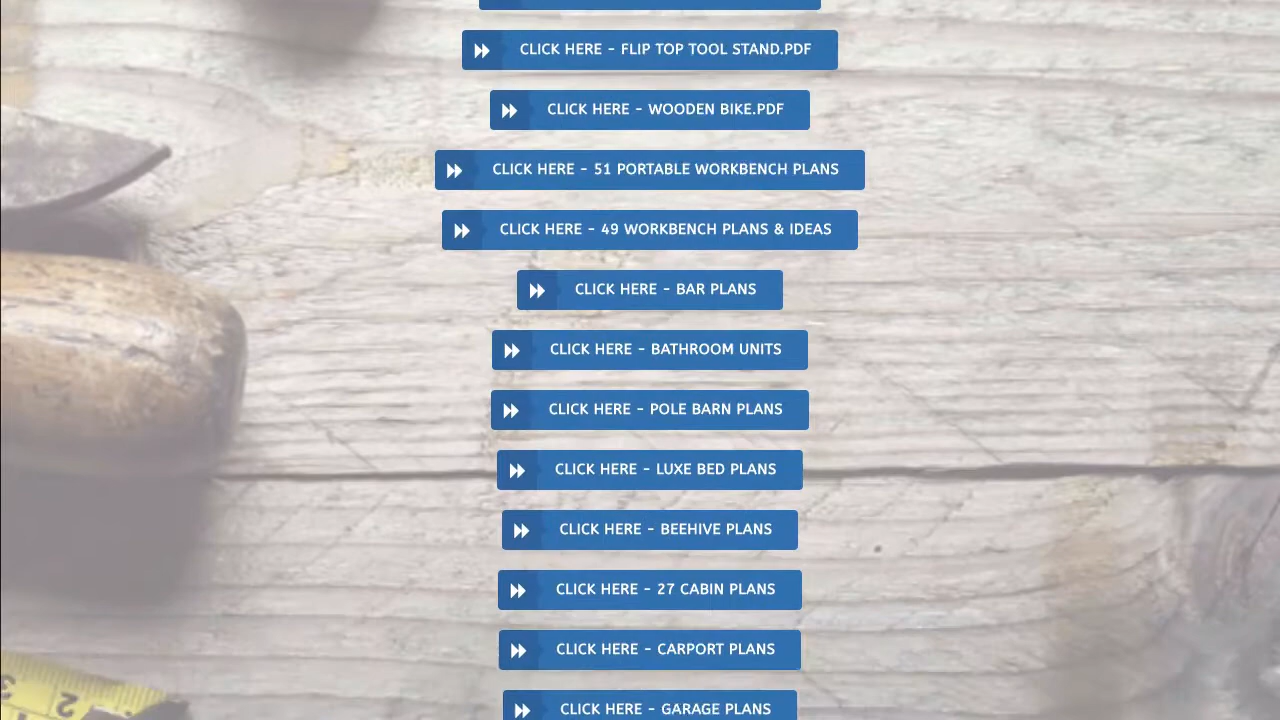 CLICK HERE - FLIP TOP TOOL STAND.PDF
CLICK HERE - WOODEN BIKE.PDF
CLICK HERE - 51 PORTABLE WORKBENCH PLANS
CLICK HERE - 49 WORKBENCH PLANS & IDEAS
CLICK HERE - BAR PLANS
CLICK HERE - BATHROOM UNITS
CLICK HERE - POLE BARN PLANS
CLICK HERE - LUXE BED PLANS
CLICK HERE - BEEHIVE PLANS
CLICK HERE - 27 CABIN PLANS
CLICK HERE - CARPORT PLANS
3 2
CLICK HERE - GARAGE PLANS